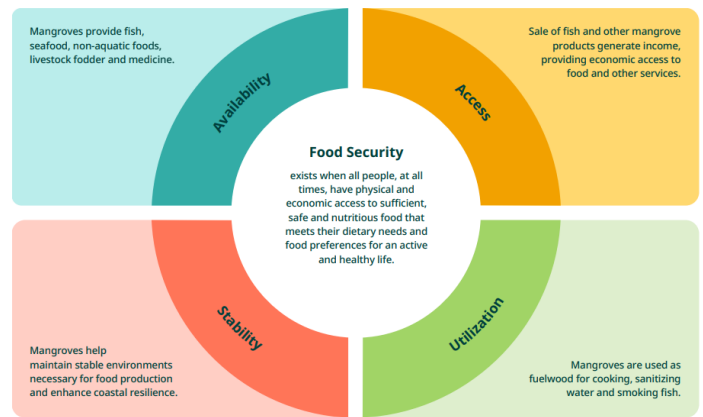 Mangroves provide fish,
seafood, non-aquatic foods,
livestock fodder and medicine.
Availability
Sale of fish and other mangrove
products generate income,
providing economic access to
food and other services.
Access
Food Security
exists when all people, at all
times, have physical and
economic access to sufficient,
safe and nutritious food that
meets their dietary needs and
food preferences for an active
and healthy life.
Stability
Mangroves help
maintain stable environments
necessary for food production
and enhance coastal resilience.
Utilization
Mangroves are used as
fuelwood for cooking, sanitizing
water and smoking fish.